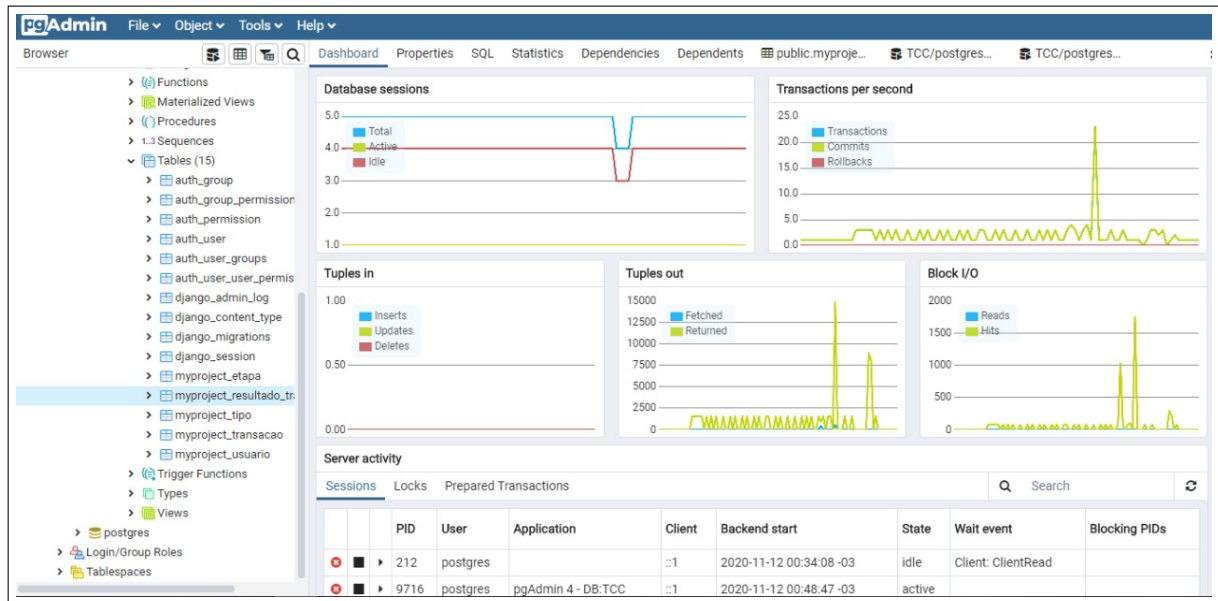 pgAdmin File Object Tools Help
Browser
Dashboard Properties SQL Statistics Dependencies Dependents public.myproje... TCC/postgres... TCC/postgres...
Functions
Materialized Views
Procedures
1..3 Sequences
Tables (15)
auth_group
auth_group_permission
auth_permission
auth_user
auth_user_groups
auth_user_user_permis
django_admin_log
django_content_type
django_migrations
django_session
myproject_etapa
myproject_resultado_tra
myproject_tipo
myproject_transacao
myproject_usuario
Trigger Functions
Types
Views
postgres
Login/Group Roles
Tablespaces
Database sessions
5.0
4.0
3.0
2.0
1.0
Total
Active
Idle
Transactions per second
25.0
20.0
15.0
10.0
5.0
0.0
Transactions
Commits
Rollbacks
Tuples in
1.00
0.50
0.00
Inserts
Updates
Deletes
Tuples out
15000
12500
10000
7500
5000
2500
0
Fetched
Returned
Block I/O
2000
1500
1000
500
0
Reads
Hits
Server activity
Sessions Locks Prepared Transactions Search
PID User Application Client Backend start State Wait event Blocking PIDs
212 postgres ::1 2020-11-12 00:34:08 -03 idle Client: ClientRead
9716 postgres pgAdmin 4 - DB:TCC ::1 2020-11-12 00:48:47 -03 active